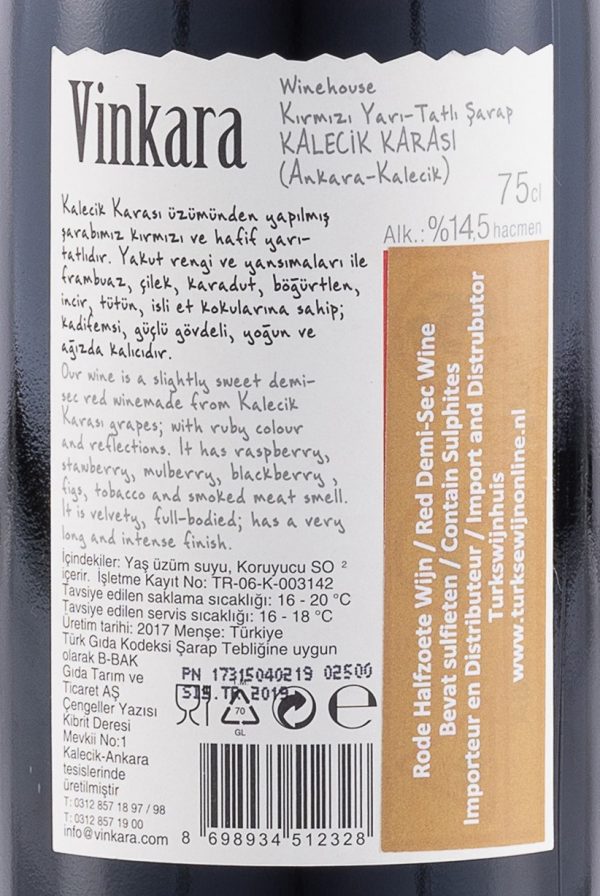 Vinkara
Winehouse
Kırmızı Yarı-Tatlı Şarap
KALECİK KARASI
(Ankara-Kalecik)
75cl
Alk.: %14,5 hacmen
Kalecik Karası üzümünden yapılmış
şarabımız kırmızı ve hafif yarı-
tatlıdır. Yakut rengi ve yansımaları ile
frambuaz, çilek, karadut, böğürtlen,
incir, tütün, isli et kokularına sahip;
kadifemsi, güçlü gövdeli, yoğun ve
ağızda kalıcıdır.
Our wine is a slightly sweet demi-
sec red winemade from Kalecik
Karası grapes; with ruby colour
and reflections. It has raspberry,
stawberry, mulberry, blackberry ,
figs, tobacco and smoked meat smell.
It is velvety, full-bodied; has a very
long and intense finish.
İçindekiler: Yaş üzüm suyu, Koruyucu SO ²
içerir. İşletme Kayıt No: TR-06-K-003142
Tavsiye edilen saklama sıcaklığı: 16 - 20 °C
Tavsiye edilen servis sıcaklığı: 16 - 18 °C
Üretim tarihi: 2017 Menşe: Türkiye
Türk Gıda Kodeksi Şarap Tebliğine uygun
olarak B-BAK
Gıda Tarım ve
Ticaret AŞ
Çengeller Yazısı
Kibrit Deresi
Mevkii No:1
Kalecik-Ankara
tesislerinde
üretilmiştir
T: 0312 857 18 97 / 98
T: 0312 857 19 00
info@vinkara.com
PN 17315040219 02500
2019
70
GL
e
8 698934 512328
Rode Halfzoete Wijn / Red Demi-Sec Wine
Bevat sulfieten / Contain Sulphites
Importeur en Distributeur / Import and Distrubutor
Turkswijnhuis
www.turksewijnonline.nl